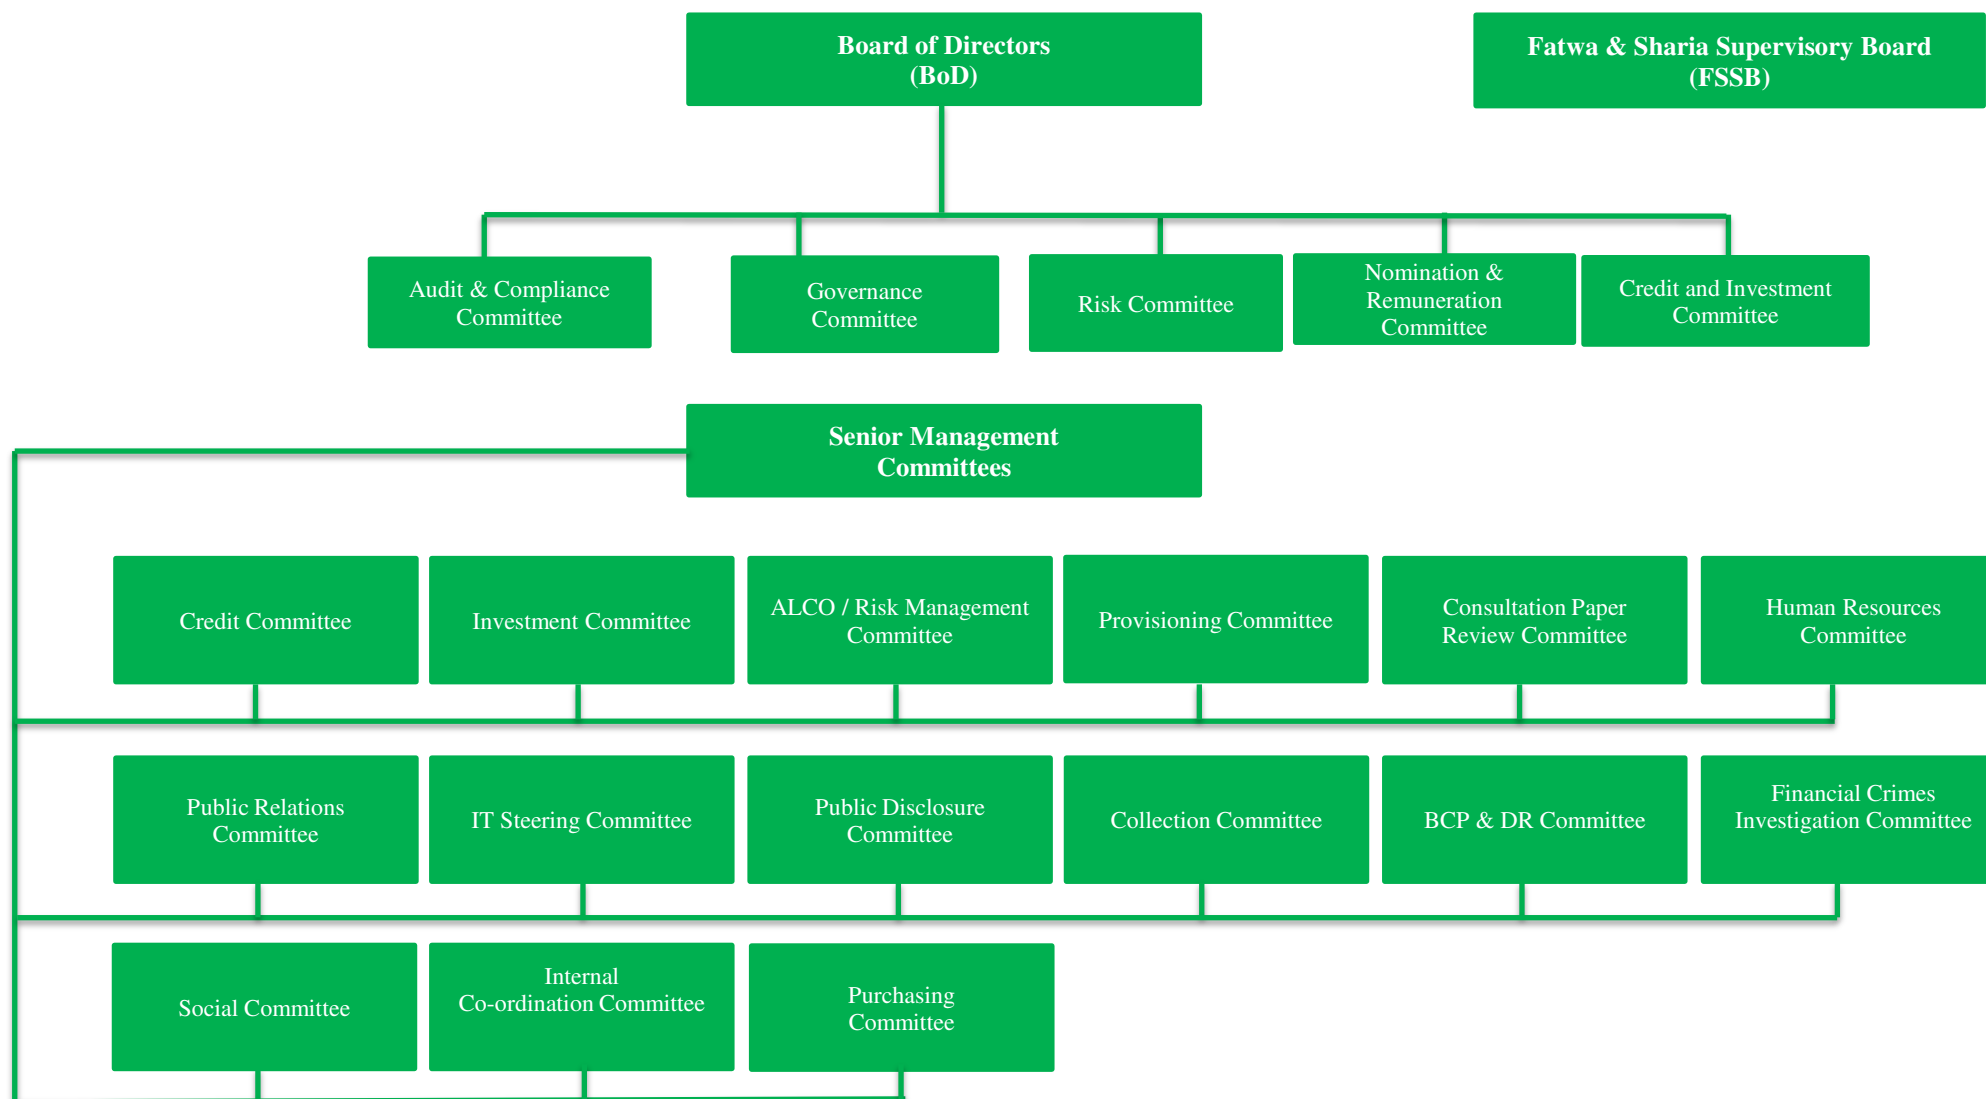 Board of Directors
(BoD)
Fatwa & Sharia Supervisory Board
(FSSB)
Audit & Compliance
Committee
Governance
Committee
Risk Committee
Nomination &
Remuneration
Committee
Credit and Investment
Committee
Senior Management
Committees
Credit Committee
Investment Committee
ALCO / Risk Management
Committee
Provisioning Committee
Consultation Paper
Review Committee
Human Resources
Committee
Public Relations
Committee
IT Steering Committee
Public Disclosure
Committee
Collection Committee
BCP & DR Committee
Financial Crimes
Investigation Committee
Social Committee
Internal
Co-ordination Committee
Purchasing
Committee